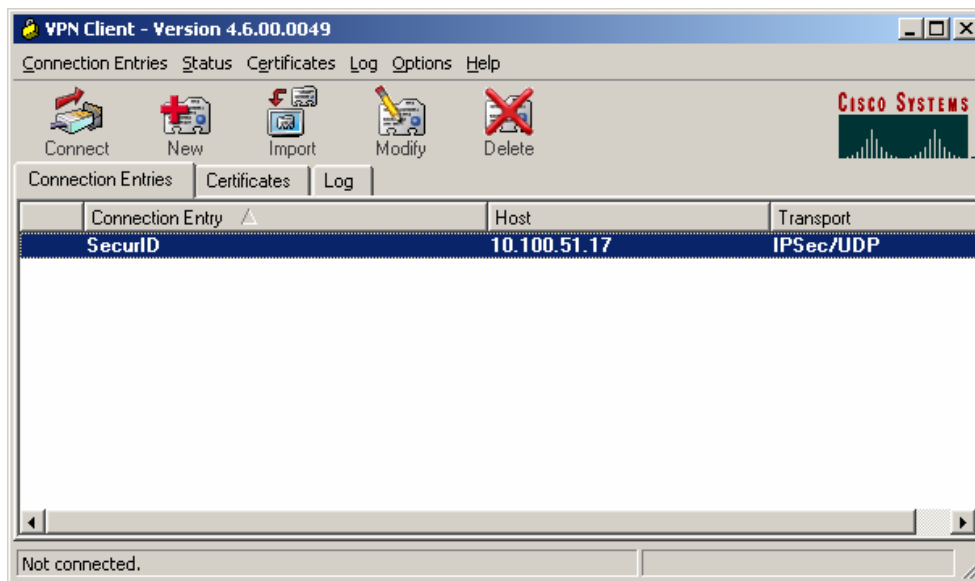 VPN Client - Version 4.6.00.0049
Connection Entries Status Certificates Log Options Help
CISCO SYSTEMS
Connect New Import Modify Delete
Connection Entries Certificates Log
Connection Entry Host Transport
SecurID 10.100.51.17 IPSec/UDP
Not connected.